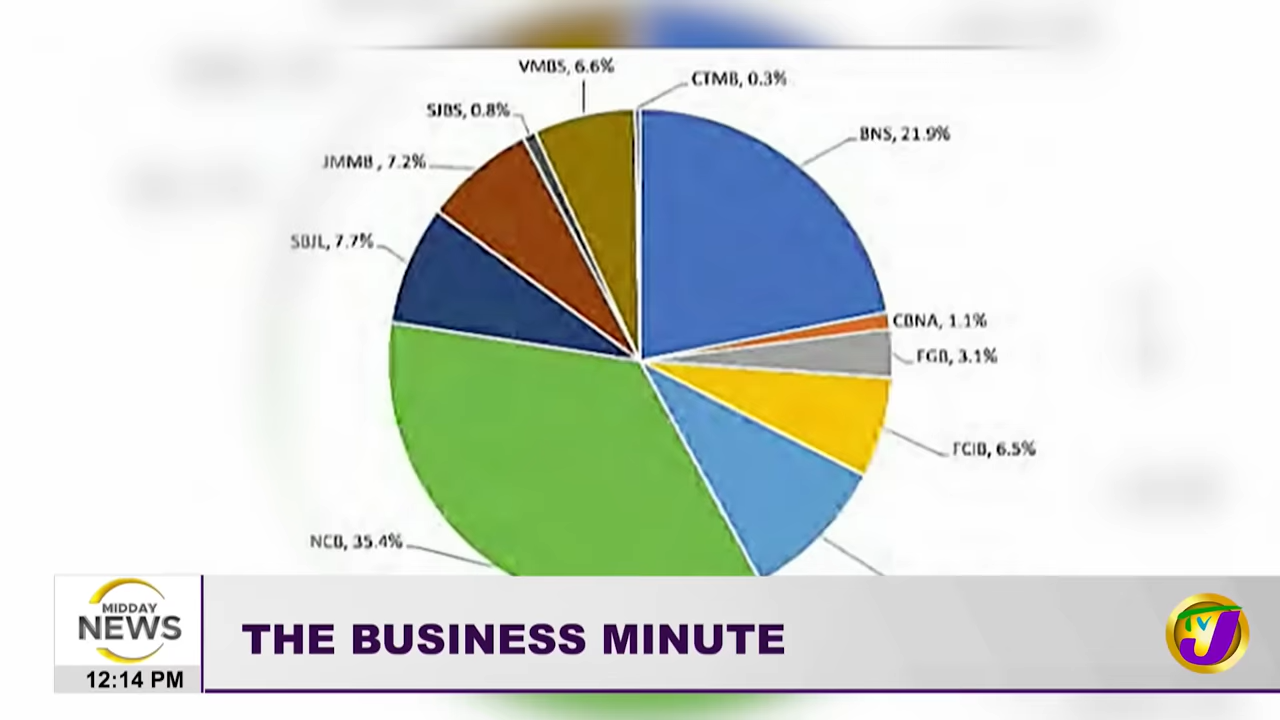 VMBS, 6.6%
CTMB, 0.3%
SJBS, 0.8%
BNS, 21.9%
JMMB , 7.2%
SBJL, 7.7%
CBNA, 1.1%
FGB, 3.1%
FCIB, 6.5%
NCB, 35.4%
MIDDAY
NEWS
THE BUSINESS MINUTE
TVJ
12:14 PM